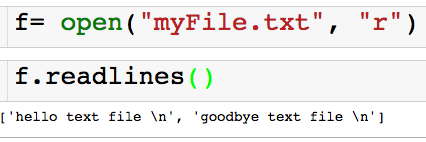 f= open("myFile.txt", "r")
f.readlines()
['hello text file \n', 'goodbye text file \n']